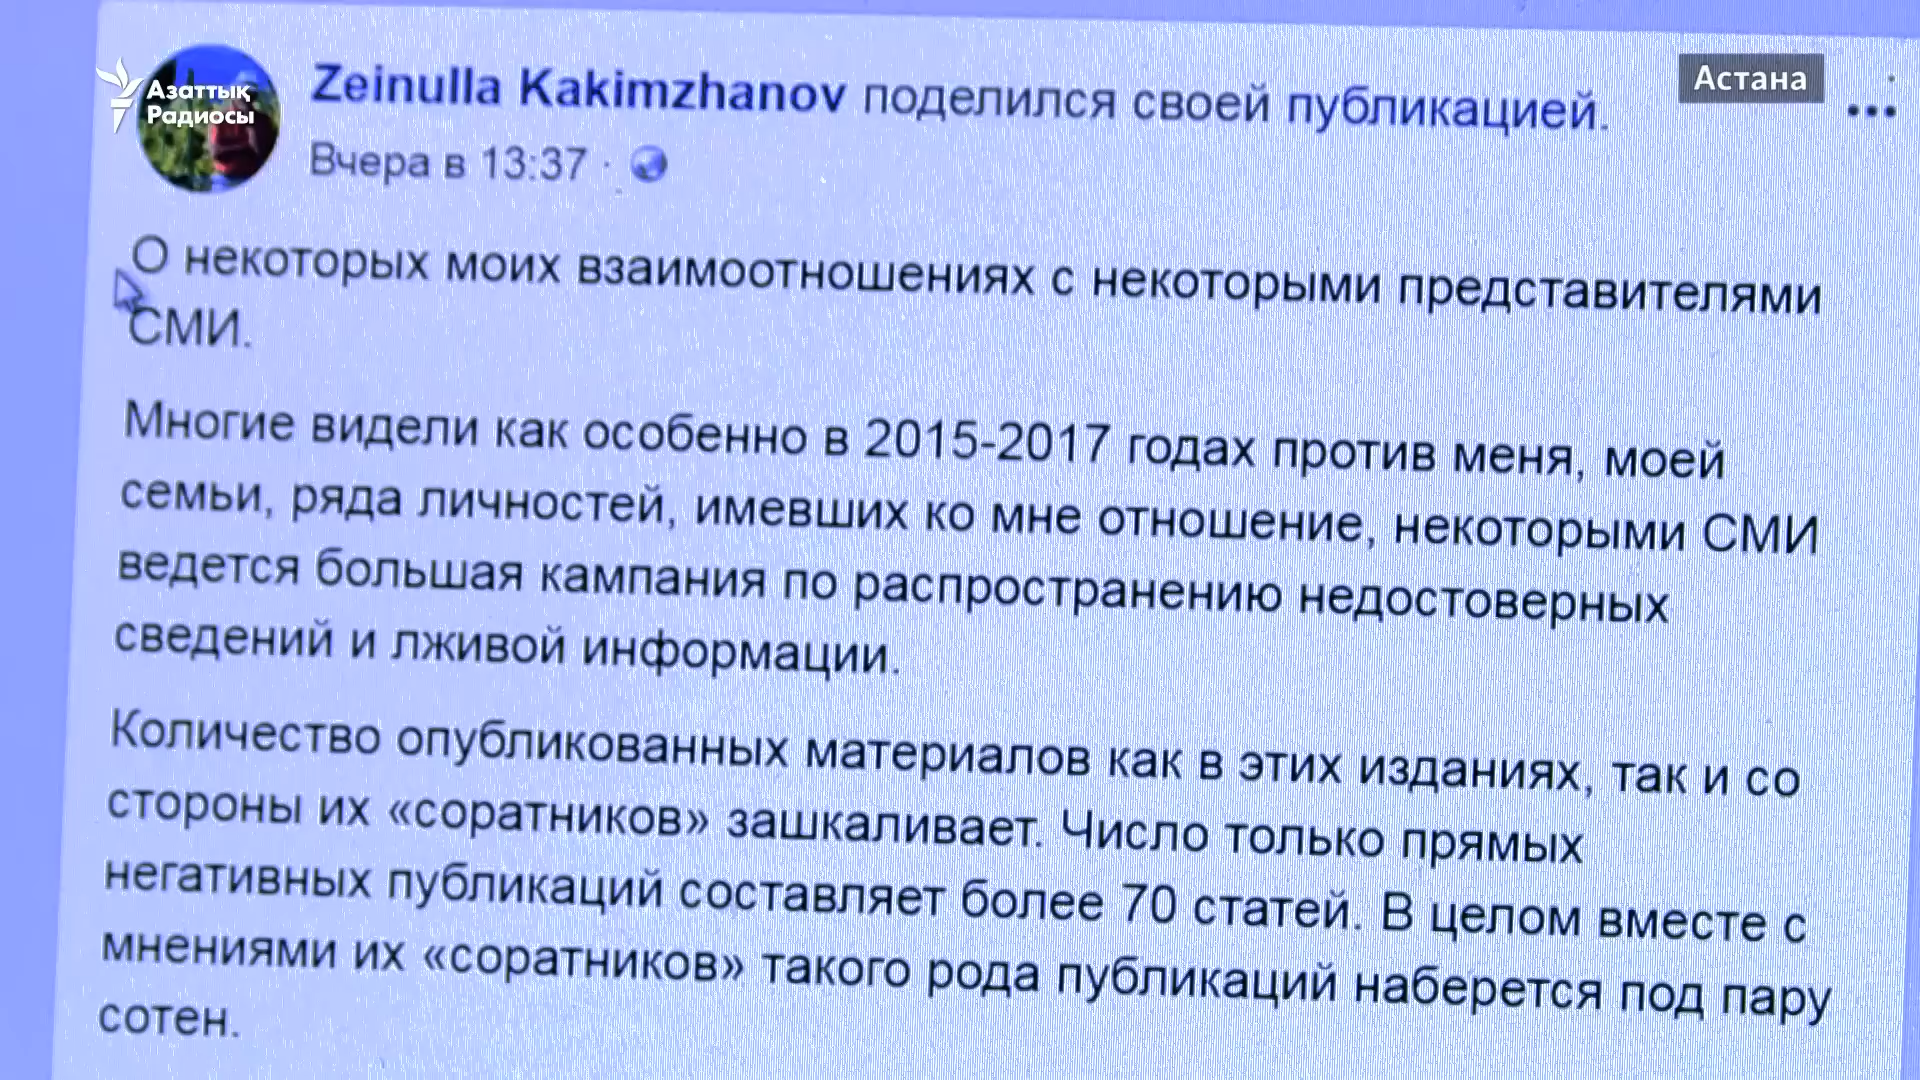 Азаттық
Радиосы
Астана
Zeinulla Kakimzhanov поделился своей публикацией.
Вчера в 13:37 ·
О некоторых моих взаимоотношениях с некоторыми представителями
СМИ.
Многие видели как особенно в 2015-2017 годах против меня, моей
семьи, ряда личностей, имевших ко мне отношение, некоторыми СМИ
ведется большая кампания по распространению недостоверных
сведений и лживой информации.
Количество опубликованных материалов как в этих изданиях, так и со
стороны их «соратников» зашкаливает. Число только прямых
негативных публикаций составляет более 70 статей. В целом вместе с
мнениями их «соратников» такого рода публикаций наберется под пару
сотен.